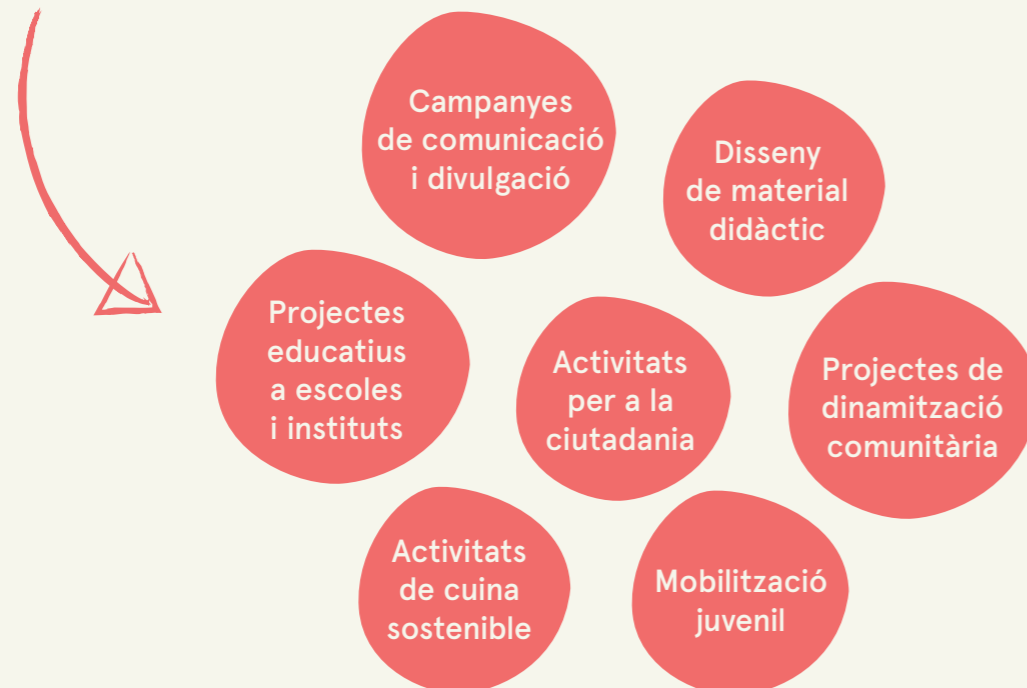 Campanyes
de comunicació
i divulgació
Disseny
de material
didàctic
Projectes
educatius
a escoles
i instituts
Activitats
per a la
ciutadania
Projectes de
dinamització
comunitària
Activitats
de cuina
sostenible
Mobilització
juvenil